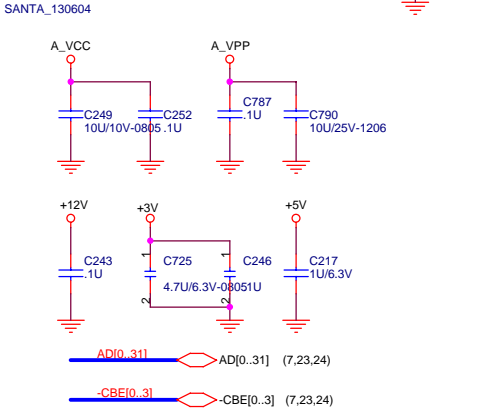 SANTA_130604
A_VCC
A_VPP
C249
10U/10V-0805
C252
.1U
C787
.1U
C790
10U/25V-1206
+12V
+3V
+5V
C243
.1U
1
C725
2
4.7U/6.3V-0805
1
C246
2
1U
C217
1U/6.3V
AD[0..31]
AD[0..31] (7,23,24)
-CBE[0..3]
-CBE[0..3] (7,23,24)